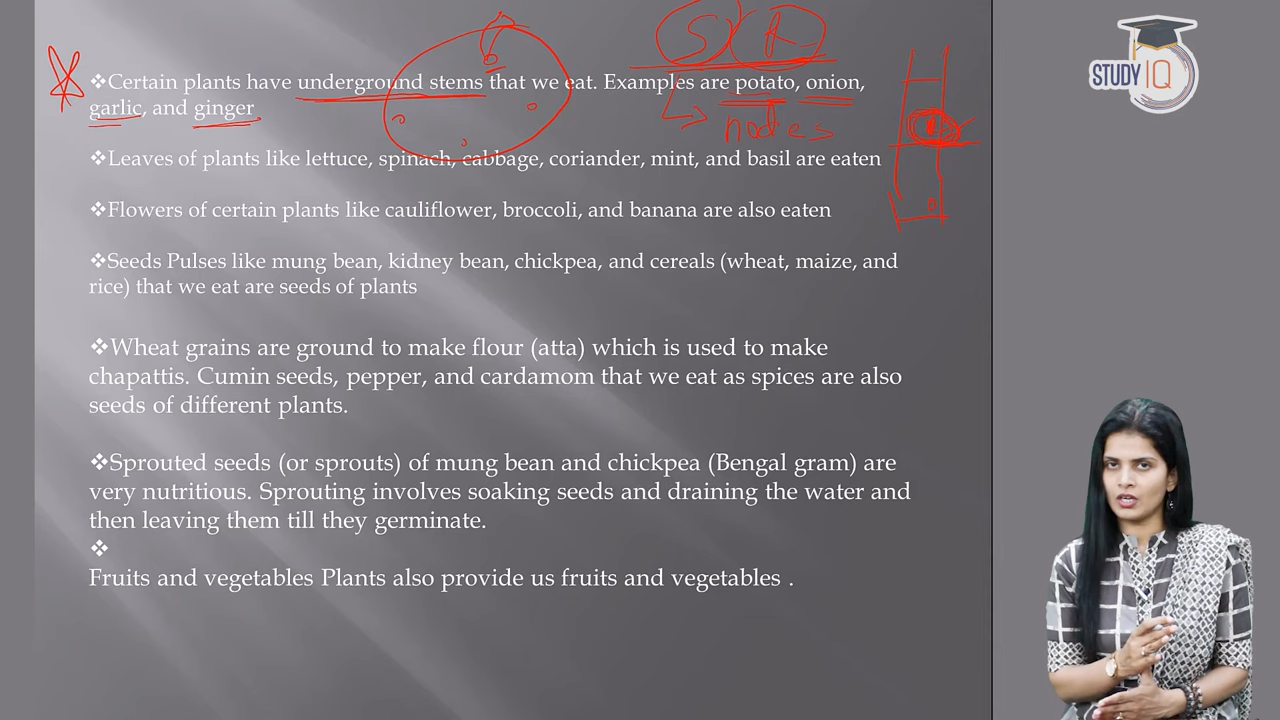 S R
❖Certain plants have underground stems that we eat. Examples are potato, onion,
garlic, and ginger
nodes
❖Leaves of plants like lettuce, spinach, cabbage, coriander, mint, and basil are eaten
❖Flowers of certain plants like cauliflower, broccoli, and banana are also eaten
❖Seeds Pulses like mung bean, kidney bean, chickpea, and cereals (wheat, maize, and
rice) that we eat are seeds of plants
❖Wheat grains are ground to make flour (atta) which is used to make
chapattis. Cumin seeds, pepper, and cardamom that we eat as spices are also
seeds of different plants.
❖Sprouted seeds (or sprouts) of mung bean and chickpea (Bengal gram) are
very nutritious. Sprouting involves soaking seeds and draining the water and
then leaving them till they germinate.
❖
Fruits and vegetables Plants also provide us fruits and vegetables .
STUDY IQ